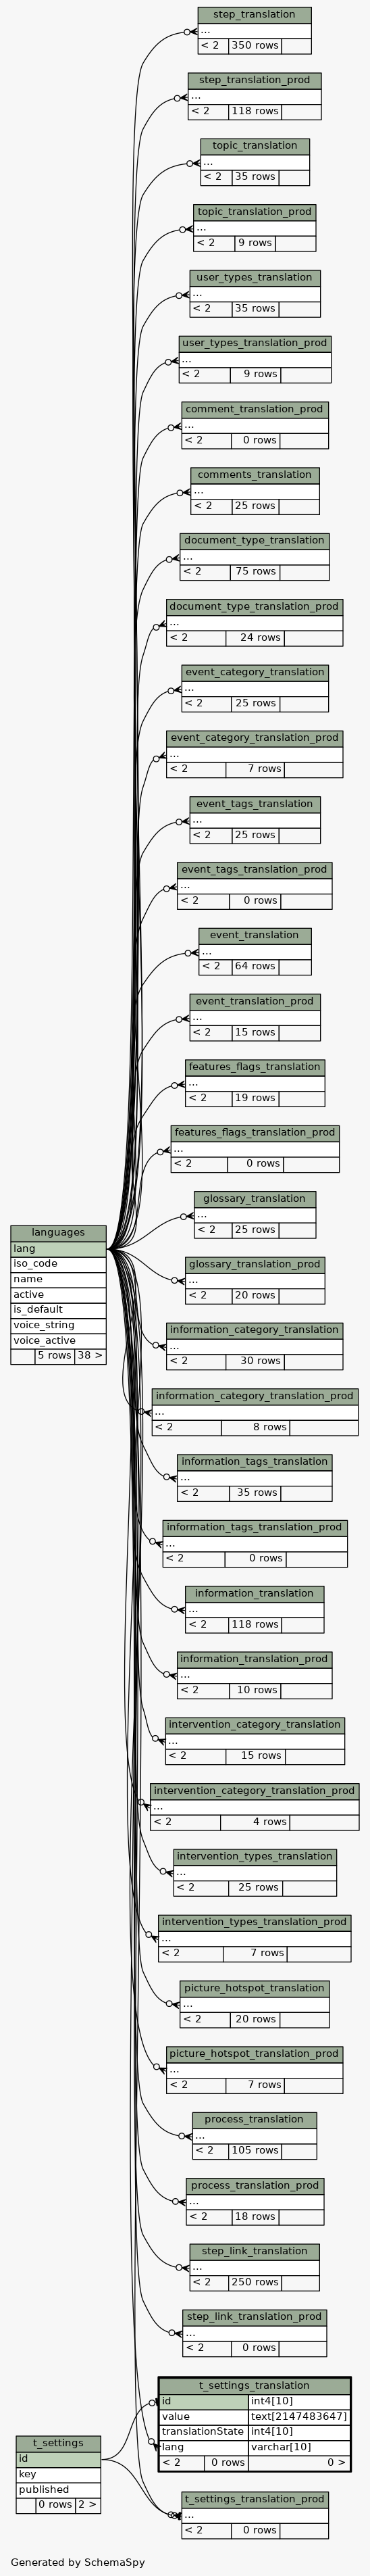 step_translation
...
< 2 350 rows
step_translation_prod
...
< 2 118 rows
topic_translation
...
< 2 35 rows
topic_translation_prod
...
< 2 9 rows
user_types_translation
...
< 2 35 rows
user_types_translation_prod
...
< 2 9 rows
comment_translation_prod
...
< 2 0 rows
comments_translation
...
< 2 25 rows
document_type_translation
...
< 2 75 rows
document_type_translation_prod
...
< 2 24 rows
event_category_translation
...
< 2 25 rows
event_category_translation_prod
...
< 2 7 rows
event_tags_translation
...
< 2 25 rows
event_tags_translation_prod
...
< 2 0 rows
event_translation
...
< 2 64 rows
event_translation_prod
...
< 2 15 rows
features_flags_translation
...
< 2 19 rows
features_flags_translation_prod
...
< 2 0 rows
glossary_translation
...
< 2 25 rows
languages
lang
iso_code
name
active
is_default
voice_string
voice_active
5 rows 38 >
glossary_translation_prod
...
< 2 20 rows
information_category_translation
...
< 2 30 rows
information_category_translation_prod
...
< 2 8 rows
information_tags_translation
...
< 2 35 rows
information_tags_translation_prod
...
< 2 0 rows
information_translation
...
< 2 118 rows
information_translation_prod
...
< 2 10 rows
intervention_category_translation
...
< 2 15 rows
intervention_category_translation_prod
...
< 2 4 rows
intervention_types_translation
...
< 2 25 rows
intervention_types_translation_prod
...
< 2 7 rows
picture_hotspot_translation
...
< 2 20 rows
picture_hotspot_translation_prod
...
< 2 7 rows
process_translation
...
< 2 105 rows
process_translation_prod
...
< 2 18 rows
step_link_translation
...
< 2 250 rows
step_link_translation_prod
...
< 2 0 rows
t_settings_translation
id int4[10]
value text[2147483647]
translationState int4[10]
lang varchar[10]
< 2 0 rows 0 >
t_settings
id
key
published
0 rows 2 >
t_settings_translation_prod
...
< 2 0 rows
Generated by SchemaSpy